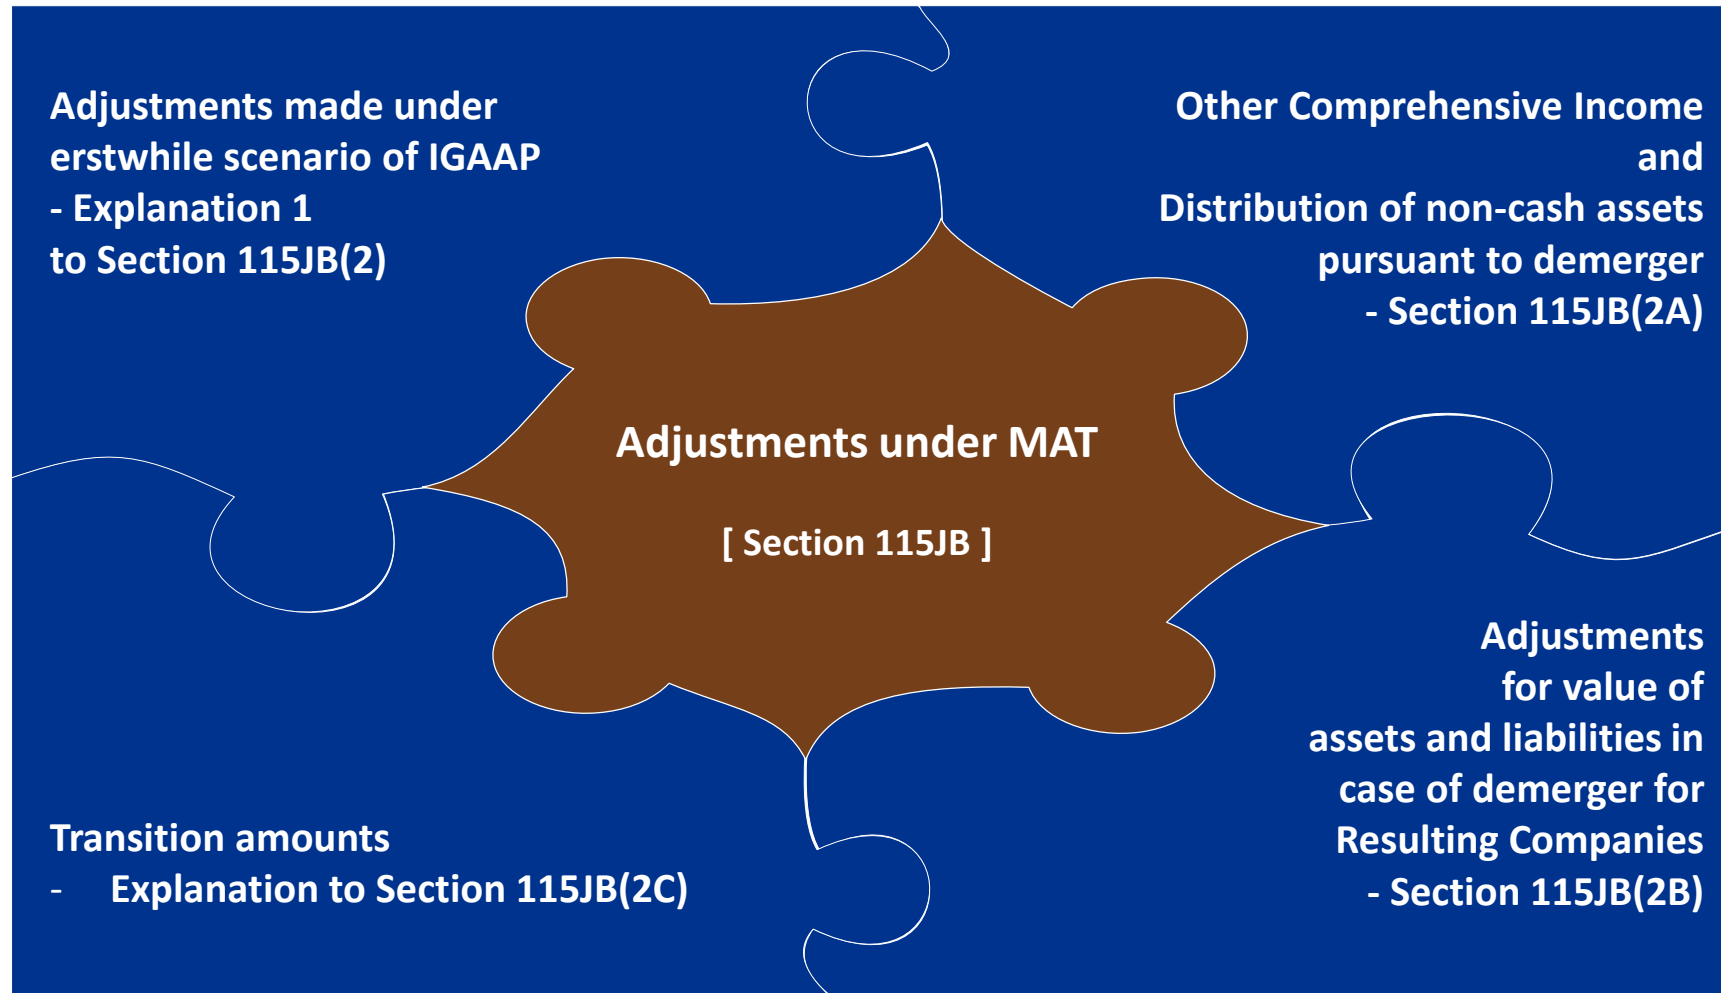 Adjustments made under
erstwhile scenario of IGAAP
- Explanation 1
to Section 115JB(2)
Other Comprehensive Income
and
Distribution of non-cash assets
pursuant to demerger
- Section 115JB(2A)
Adjustments under MAT
[ Section 115JB ]
Transition amounts
- Explanation to Section 115JB(2C)
Adjustments
for value of
assets and liabilities in
case of demerger for
Resulting Companies
- Section 115JB(2B)